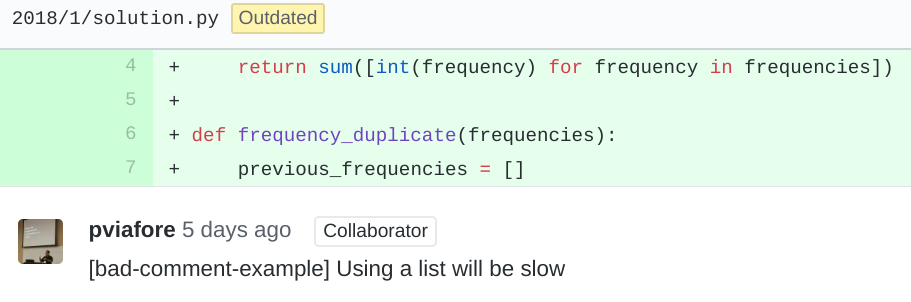 2018/1/solution.py Outdated
4 + return sum([int(frequency) for frequency in frequencies])
5 +
6 + def frequency_duplicate(frequencies):
7 + previous_frequencies = []
pviafore 5 days ago Collaborator
[bad-comment-example] Using a list will be slow